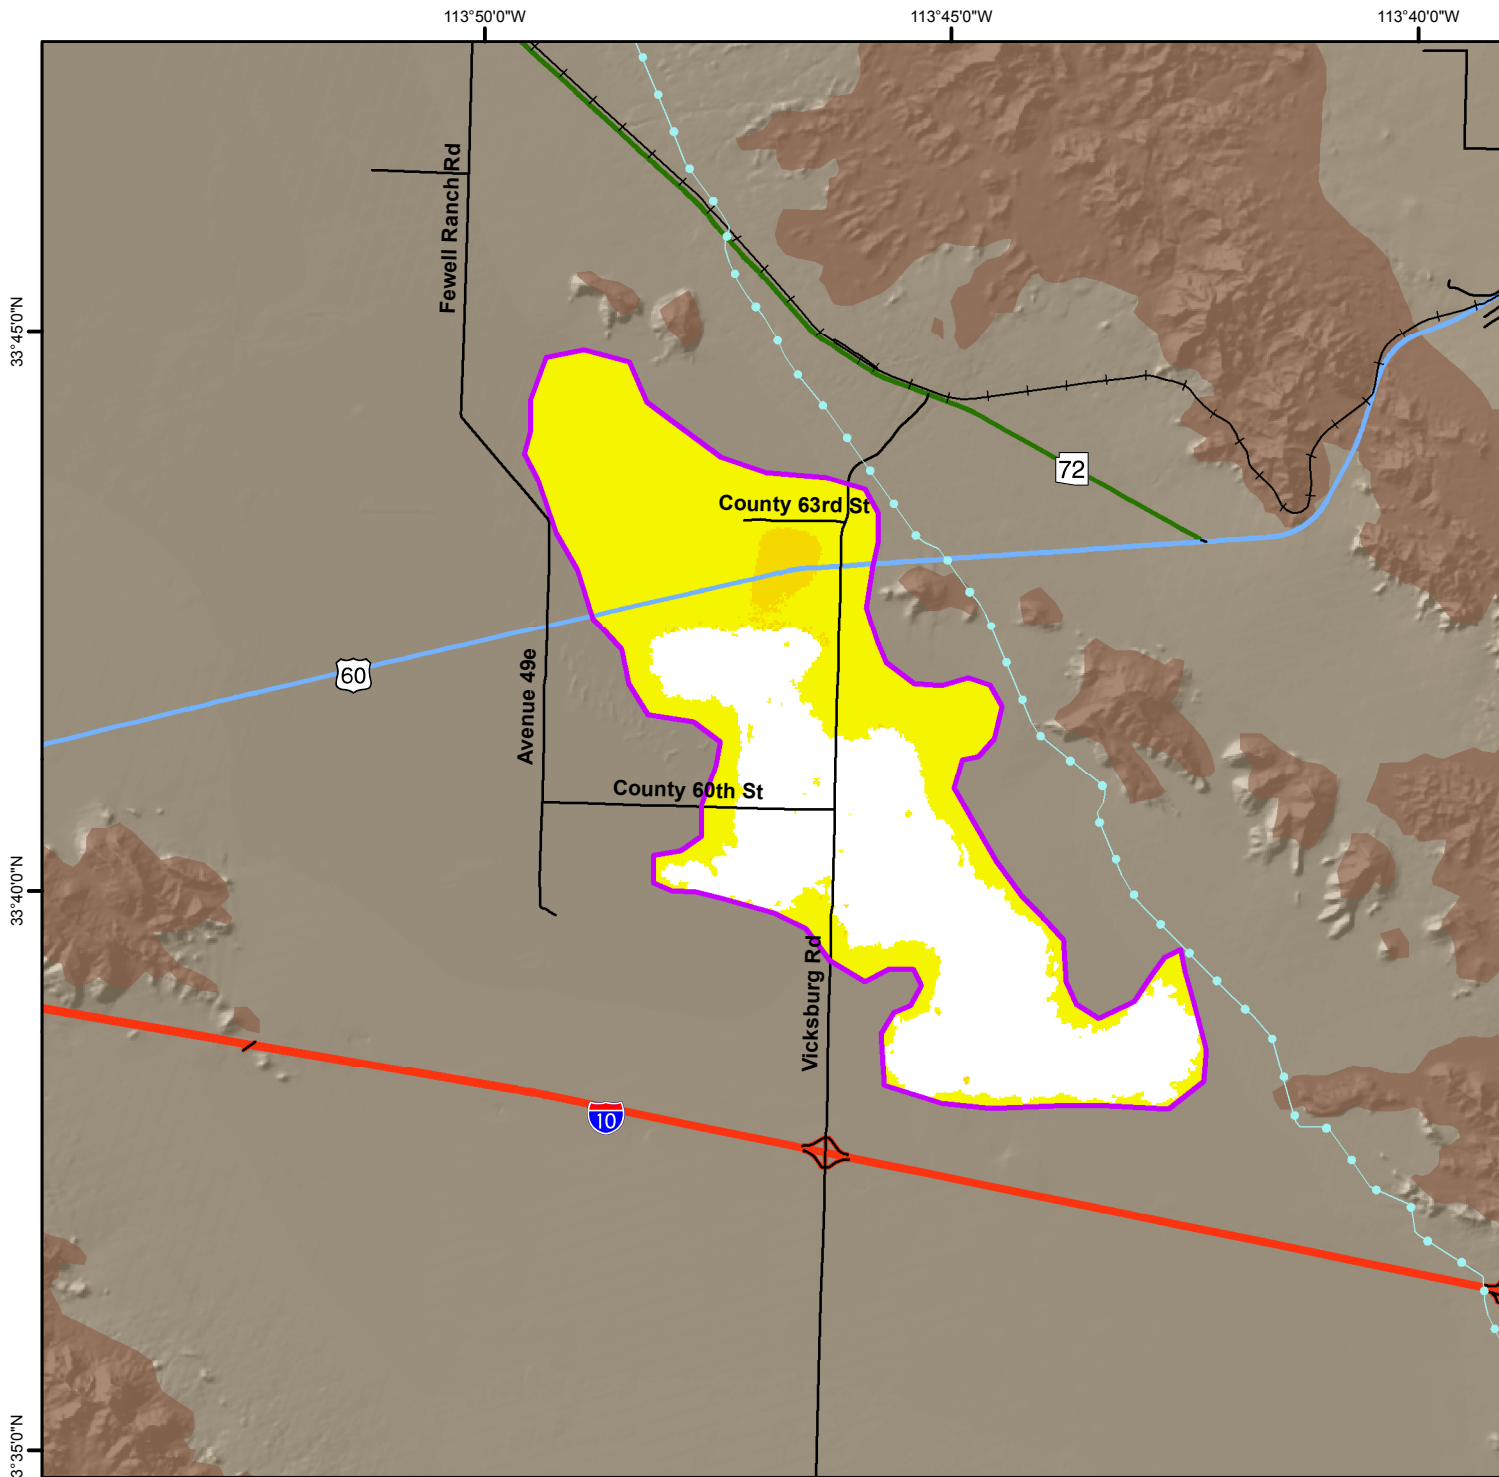 113°50'0"W
113°45'0"W
113°40'0"W
Fewell Ranch Rd
33°45'0"N
72
County 63rd St
60
Avenue 49e
County 60th St
33°40'0"N
Vicksburg Rd
10
3°35'0"N